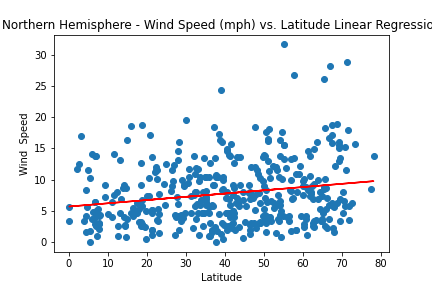 Northern Hemisphere - Wind Speed (mph) vs. Latitude Linear Regressio
30
25
20
15
10
5
0
Wind Speed
0 10 20 30 40 50 60 70 80
Latitude